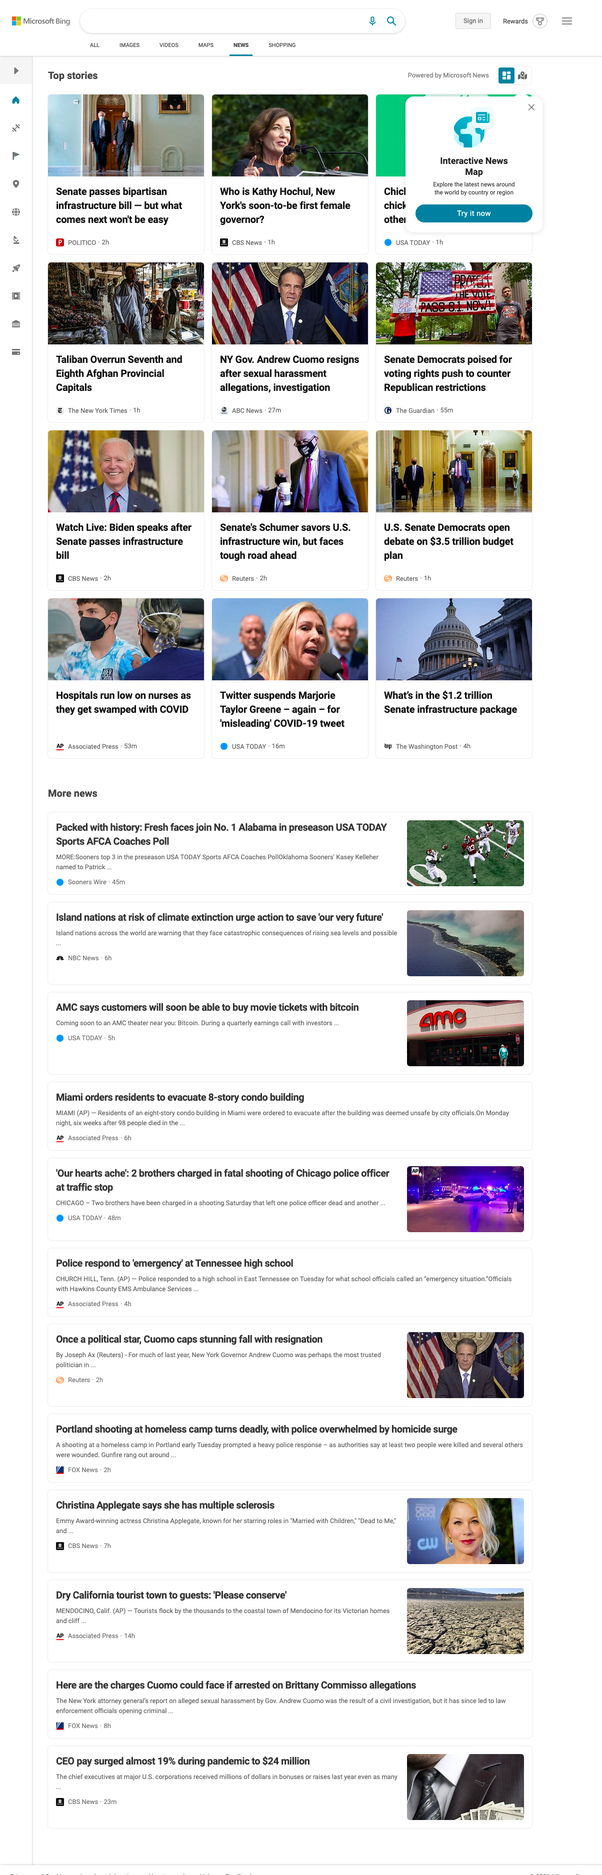 Microsoft Bing
Sign in
Rewards
ALL
IMAGES
VIDEOS
MAPS
NEWS
SHOPPING
Top stories
Powered by Microsoft News
Interactive News
Map
Explore the latest news around
the world by country or region
Try it now
Senate passes bipartisan
infrastructure bill — but what
comes next won't be easy
POLITICO · 2h
Who is Kathy Hochul, New
York's soon-to-be first female
governor?
CBS News · 1h
USA TODAY · 1h
Taliban Overrun Seventh and
Eighth Afghan Provincial
Capitals
The New York Times · 1h
NY Gov. Andrew Cuomo resigns
after sexual harassment
allegations, investigation
ABC News · 27m
PROTECT
THE VOTE
PASS S1 NOW!
Senate Democrats poised for
voting rights push to counter
Republican restrictions
The Guardian · 55m
Watch Live: Biden speaks after
Senate passes infrastructure
bill
CBS News · 2h
Senate's Schumer savors U.S.
infrastructure win, but faces
tough road ahead
Reuters · 2h
U.S. Senate Democrats open
debate on $3.5 trillion budget
plan
Reuters · 1h
Hospitals run low on nurses as
they get swamped with COVID
AP Associated Press · 53m
Twitter suspends Marjorie
Taylor Greene – again – for
'misleading' COVID-19 tweet
USA TODAY · 16m
What's in the $1.2 trillion
Senate infrastructure package
wp The Washington Post · 4h
More news
Packed with history: Fresh faces join No. 1 Alabama in preseason USA TODAY
Sports AFCA Coaches Poll
MORE:Sooners top 3 in the preseason USA TODAY Sports AFCA Coaches PollOklahoma Sooners' Kasey Kelleher
named to Patrick ...
Sooners Wire · 45m
Island nations at risk of climate extinction urge action to save 'our very future'
Island nations across the world are warning that they face catastrophic consequences of rising sea levels and possible
...
NBC News · 6h
AMC says customers will soon be able to buy movie tickets with bitcoin
Coming soon to an AMC theater near you: Bitcoin. During a quarterly earnings call with investors ...
USA TODAY · 5h
amc
Miami orders residents to evacuate 8-story condo building
MIAMI (AP) — Residents of an eight-story condo building in Miami were ordered to evacuate after the building was deemed unsafe by city officials.On Monday
night, six weeks after 98 people died in the ...
AP Associated Press · 6h
'Our hearts ache': 2 brothers charged in fatal shooting of Chicago police officer
at traffic stop
CHICAGO – Two brothers have been charged in a shooting Saturday that left one police officer dead and another ...
USA TODAY · 48m
AP
Police respond to 'emergency' at Tennessee high school
CHURCH HILL, Tenn. (AP) — Police responded to a high school in East Tennessee on Tuesday for what school officials called an "emergency situation."Officials
with Hawkins County EMS Ambulance Services ...
AP Associated Press · 4h
Once a political star, Cuomo caps stunning fall with resignation
By Joseph Ax (Reuters) - For much of last year, New York Governor Andrew Cuomo was perhaps the most trusted
politician in ...
Reuters · 2h
Portland shooting at homeless camp turns deadly, with police overwhelmed by homicide surge
A shooting at a homeless camp in Portland early Tuesday prompted a heavy police response – as authorities say at least two people were killed and several others
were wounded. Gunfire rang out around ...
FOX News · 2h
Christina Applegate says she has multiple sclerosis
Emmy Award-winning actress Christina Applegate, known for her starring roles in "Married with Children," "Dead to Me,"
and ...
CBS News · 7h
CW
Dry California tourist town to guests: 'Please conserve'
MENDOCINO, Calif. (AP) — Tourists flock by the thousands to the coastal town of Mendocino for its Victorian homes
and cliff ...
AP Associated Press · 14h
Here are the charges Cuomo could face if arrested on Brittany Commisso allegations
The New York attorney general's report on alleged sexual harassment by Gov. Andrew Cuomo was the result of a civil investigation, but it has since led to law
enforcement officials opening criminal ...
FOX News · 8h
CEO pay surged almost 19% during pandemic to $24 million
The chief executives at major U.S. corporations received millions of dollars in bonuses or raises last year even as many
...
CBS News · 23m